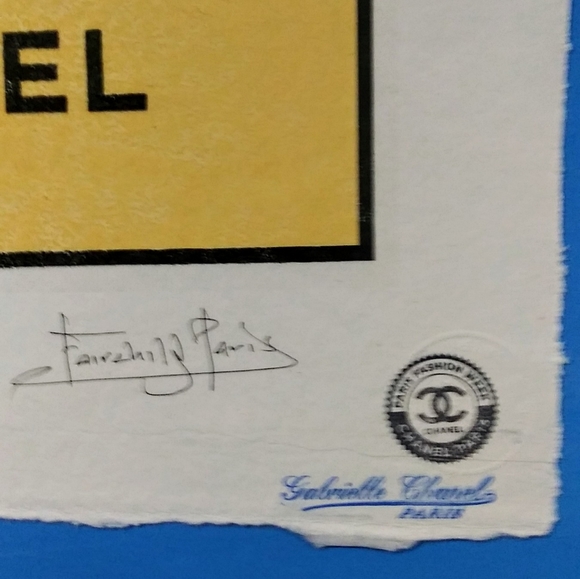 EL
Fairchild Paris
PARIS FASHION WEEK
CHANEL
CHANEL PARIS
Gabrielle Chanel
PARIS